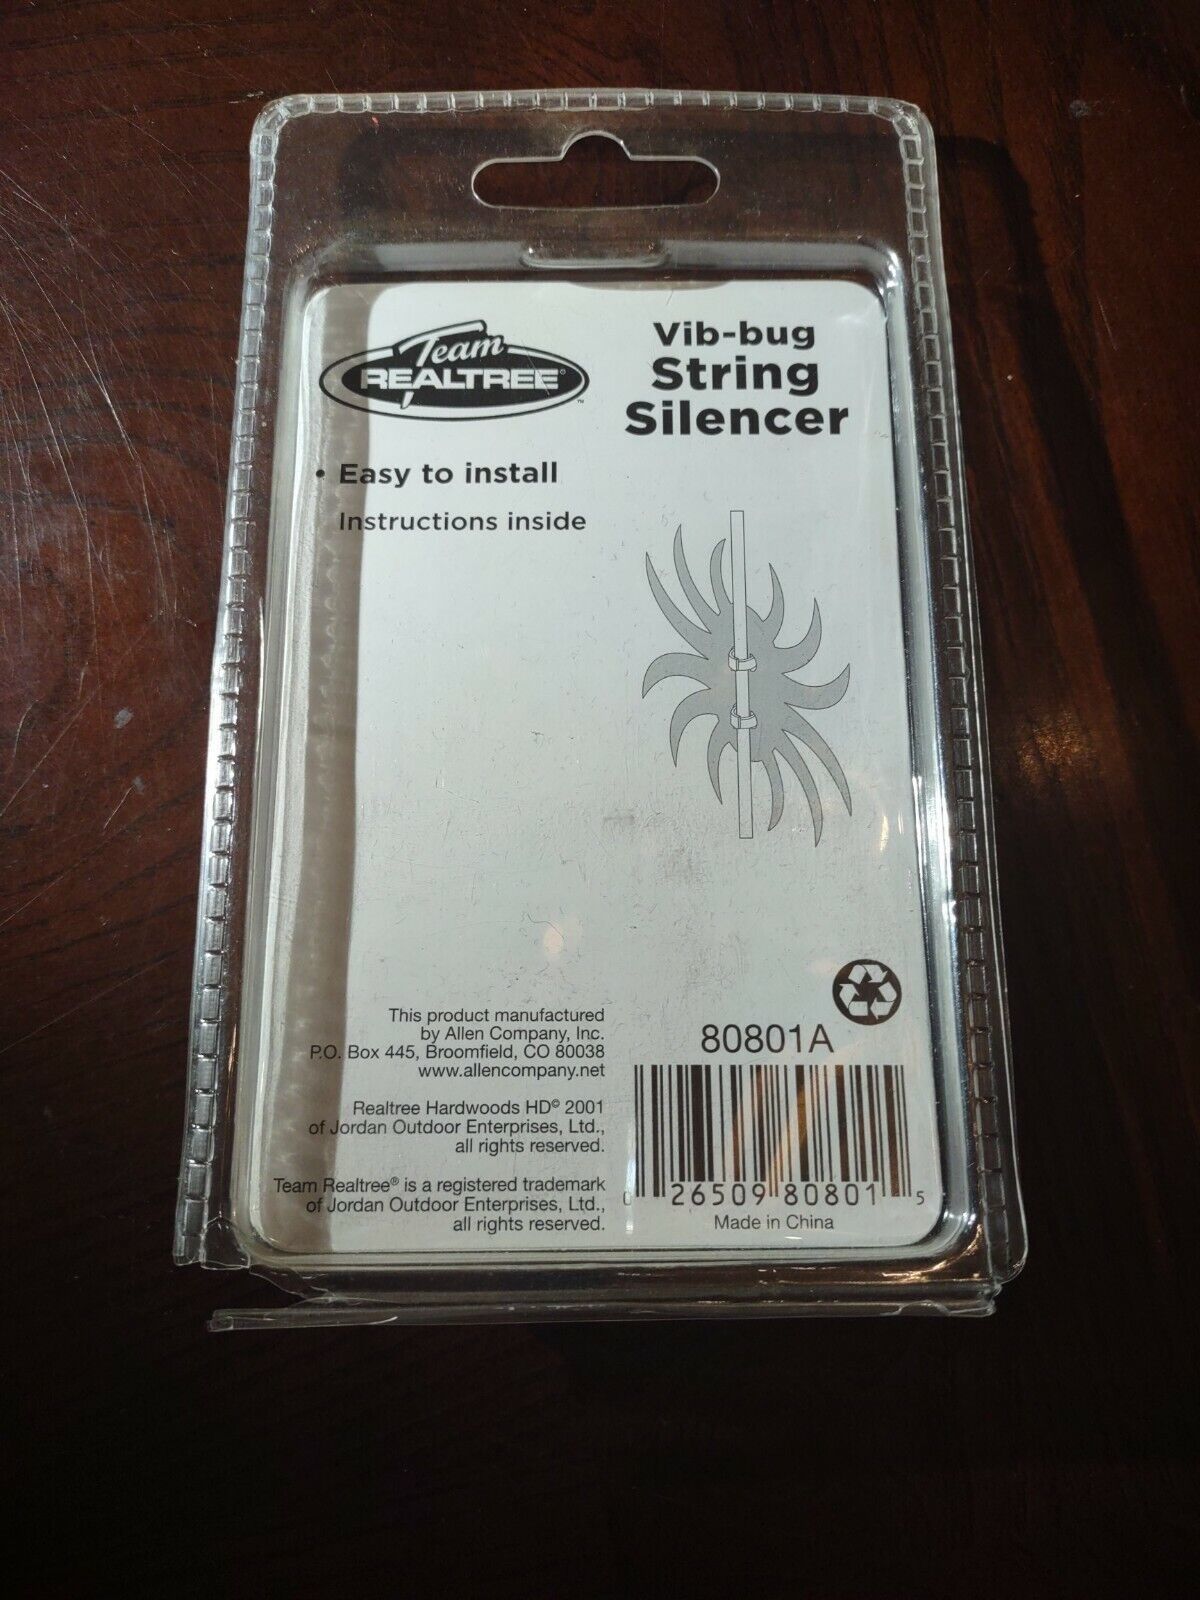 Team
REALTREE®
™
Vib-bug
String
Silencer
• Easy to install
Instructions inside
This product manufactured
by Allen Company, Inc.
P.O. Box 445, Broomfield, CO 80038
www.allencompany.net
Realtree Hardwoods HD© 2001
of Jordan Outdoor Enterprises, Ltd.,
all rights reserved.
Team Realtree® is a registered trademark
of Jordan Outdoor Enterprises, Ltd.,
all rights reserved.
80801A
0 26509 80801 5
Made in China